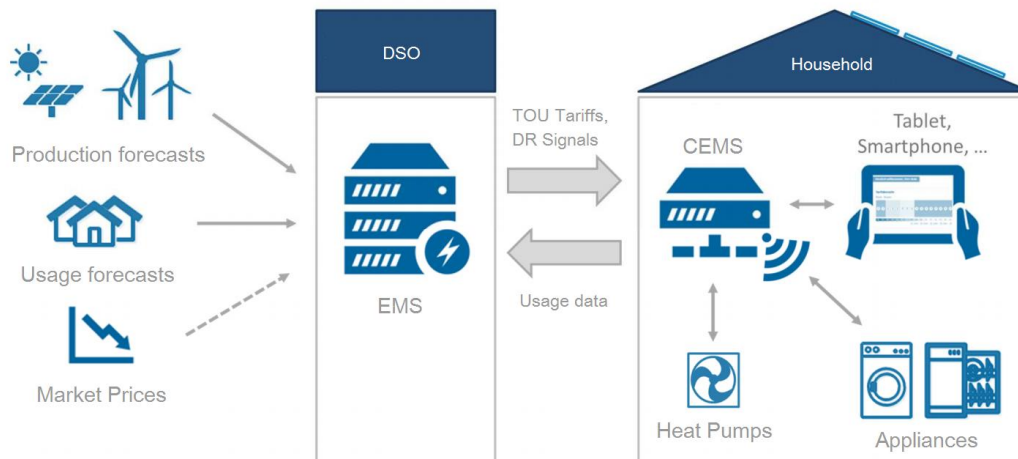 DSO
Household
TOU Tariffs,
DR Signals
CEMS
Tablet,
Smartphone, ...
Production forecasts
Usage forecasts
EMS
Usage data
Market Prices
Heat Pumps
Appliances